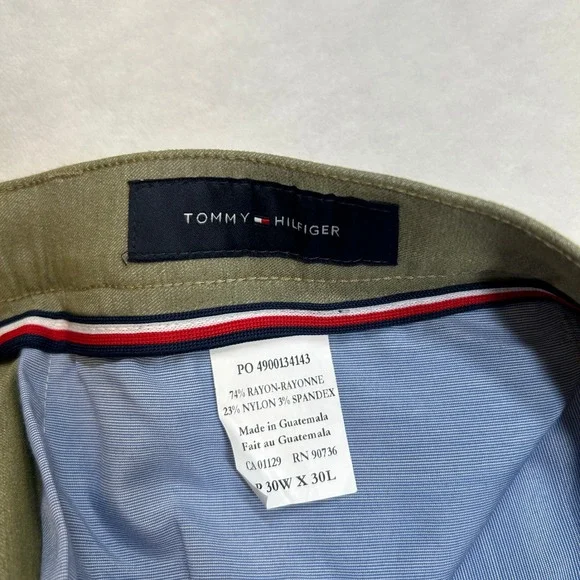 TOMMY HILFIGER
PO 4900134143
74% RAYON-RAYONNE
23% NYLON 3% SPANDEX
Made in Guatemala
Fait au Guatemala
CA 01129 RN 90736
30W X 30L